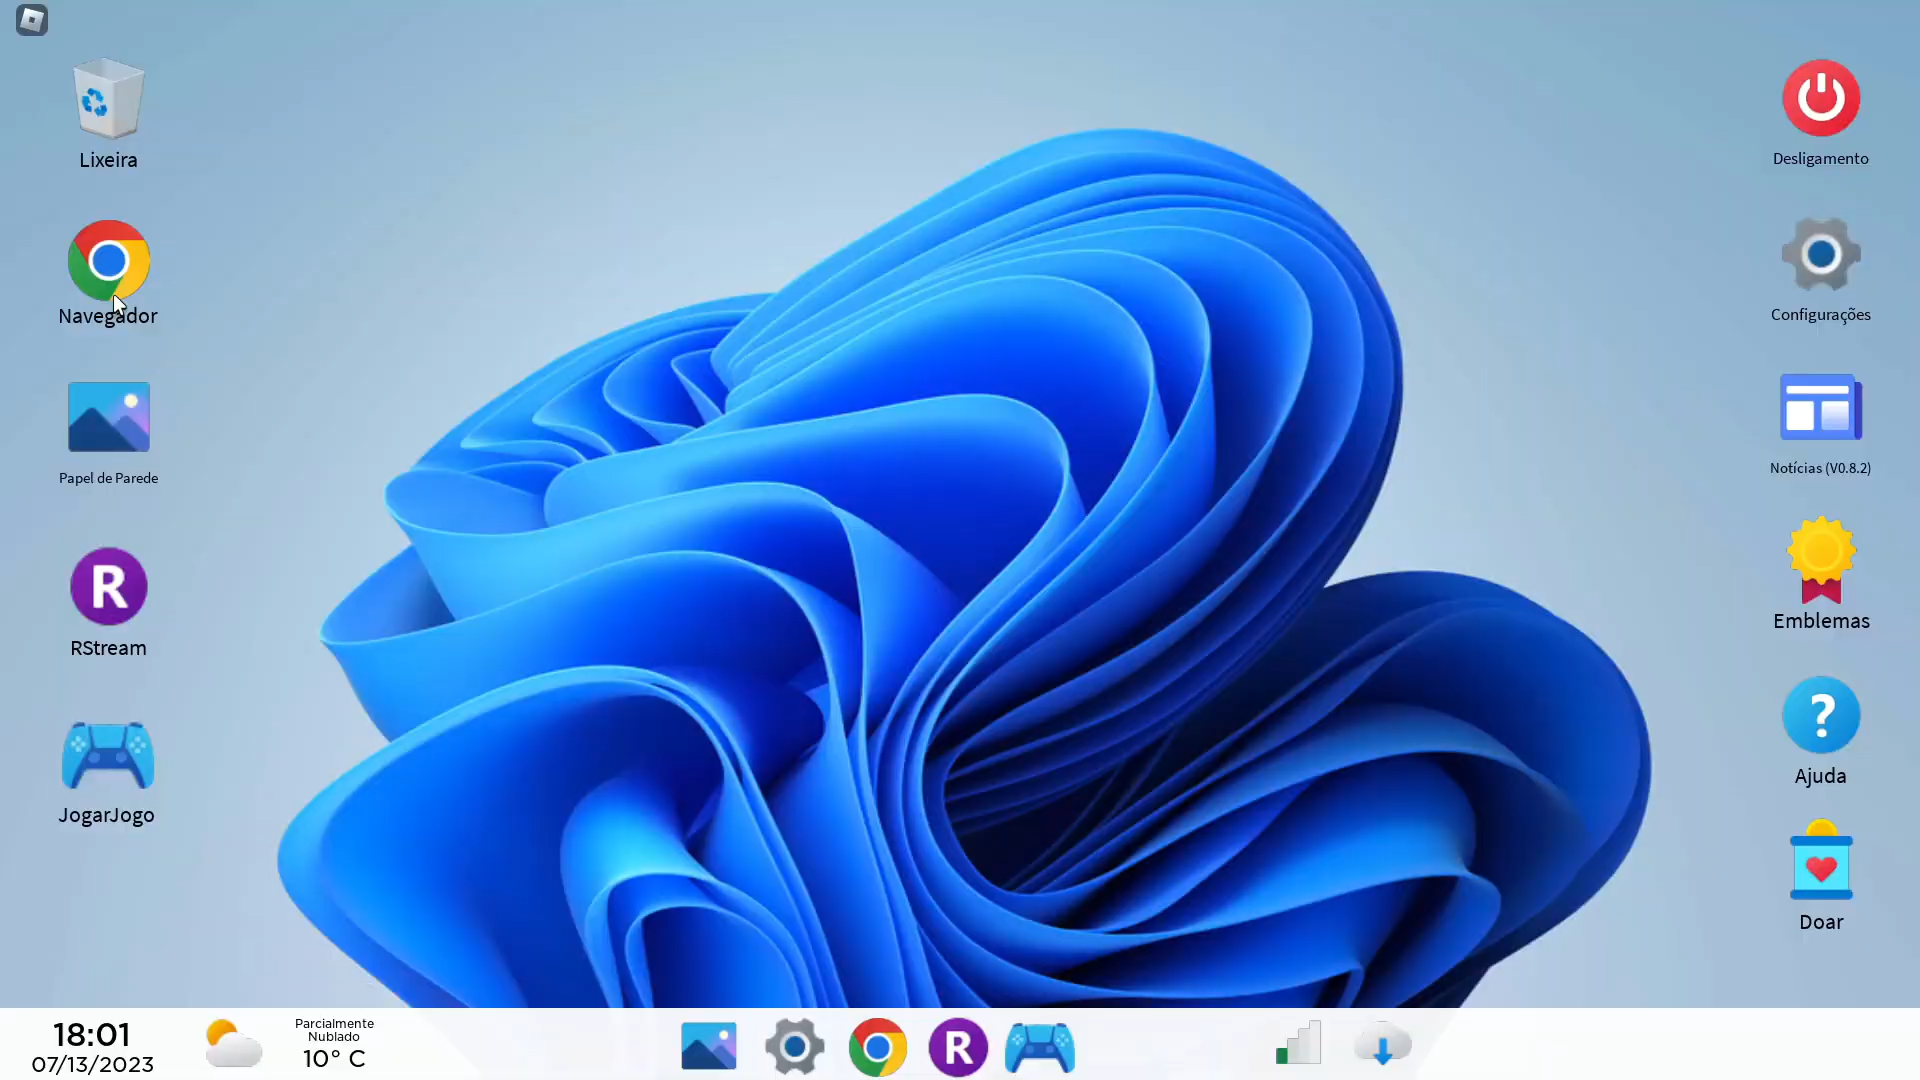 Lixeira
Navegador
Papel de Parede
R
RStream
JogarJogo
Desligamento
Configurações
Notícias (V0.8.2)
Emblemas
?
Ajuda
Doar
18:01
07/13/2023
Parcialmente
Nublado
10° C
R